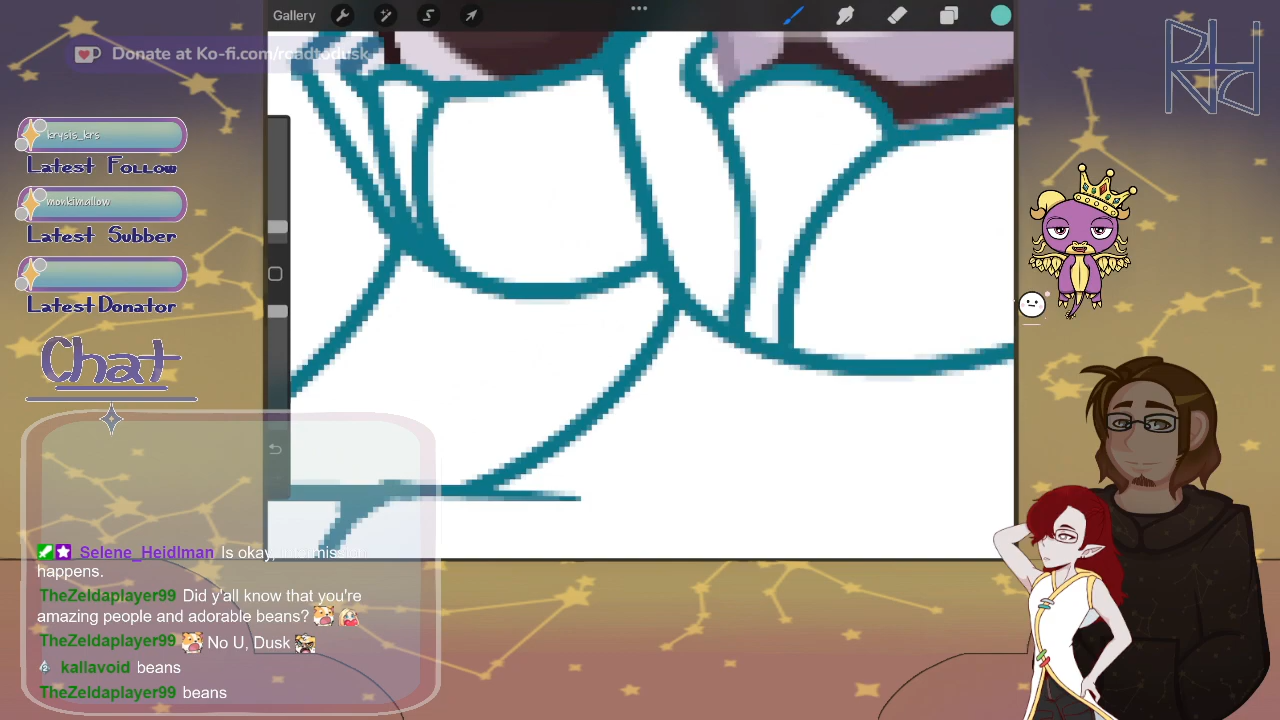 Gallery
Donate at Ko-fi.com/roadtodusk
RtD
krysis_krs
Latest Follow
monkimallow
Latest Subber
Latest Donator
Chat
Selene_Heidlman Is okay,
happens.
TheZeldaplayer99 Did y'all know that you're
amazing people and adorable beans?
TheZeldaplayer99 No U, Dusk
kallavoid beans
TheZeldaplayer99 beans